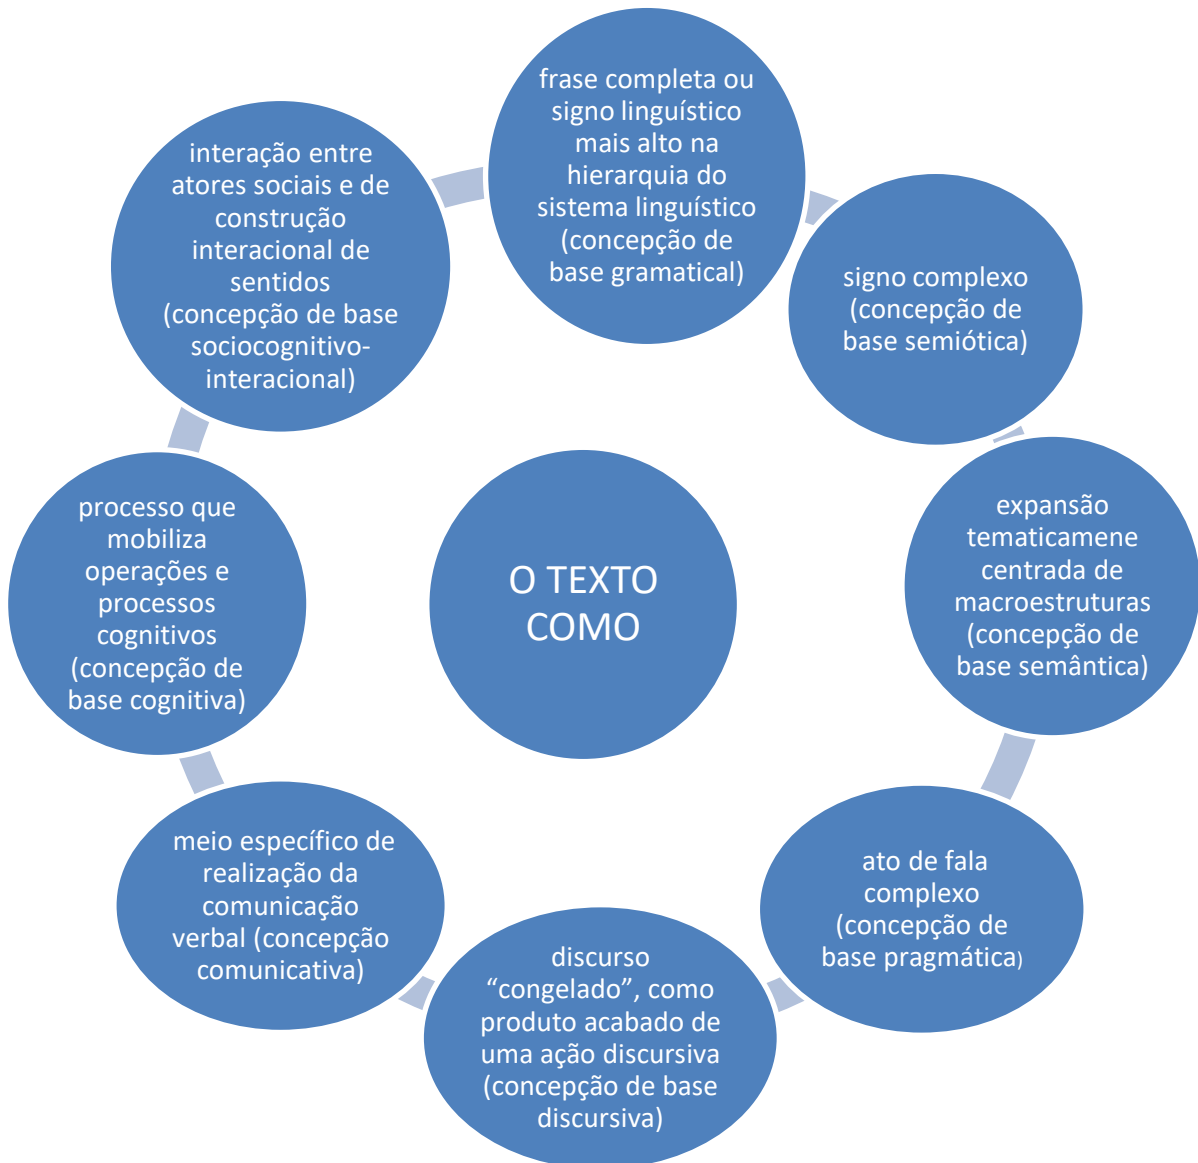 frase completa ou
signo linguístico
mais alto na
hierarquia do
sistema linguístico
(concepção de
base gramatical)
signo complexo
(concepção de
base semiótica)
expansão
tematicamene
centrada de
macroestruturas
(concepção de
base semântica)
ato de fala
complexo
(concepção de
base pragmática)
discurso
“congelado”, como
produto acabado de
uma ação discursiva
(concepção de base
discursiva)
meio específico de
realização da
comunicação
verbal (concepção
comunicativa)
processo que
mobiliza
operações e
processos
cognitivos
(concepção de
base cognitiva)
interação entre
atores sociais e de
construção
interacional de
sentidos
(concepção de base
sociocognitivo-
interacional)
O TEXTO
COMO